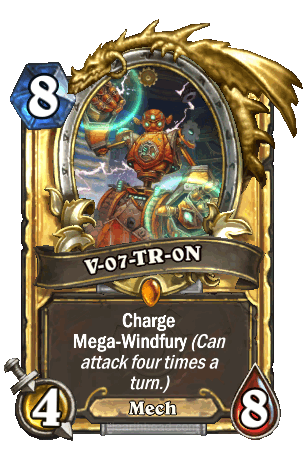 8
V-07-TR-0N
Charge
Mega-Windfury (Can
attack four times a
turn.)
4
Mech
8